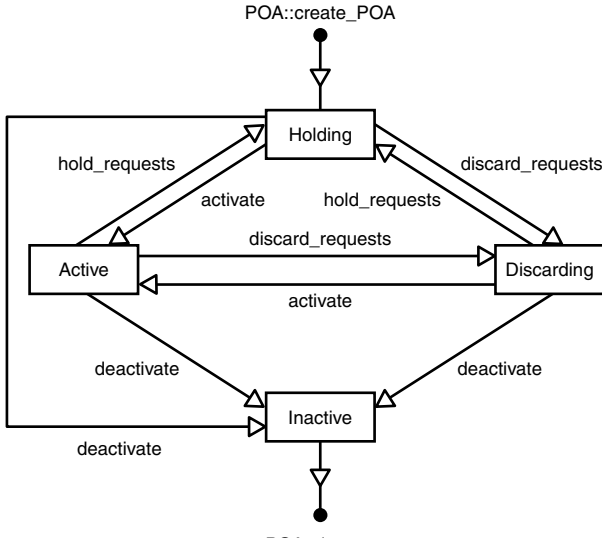 POA::create_POA
Holding
hold_requests
discard_requests
activate
hold_requests
discard_requests
Active
Discarding
activate
deactivate
deactivate
Inactive
deactivate